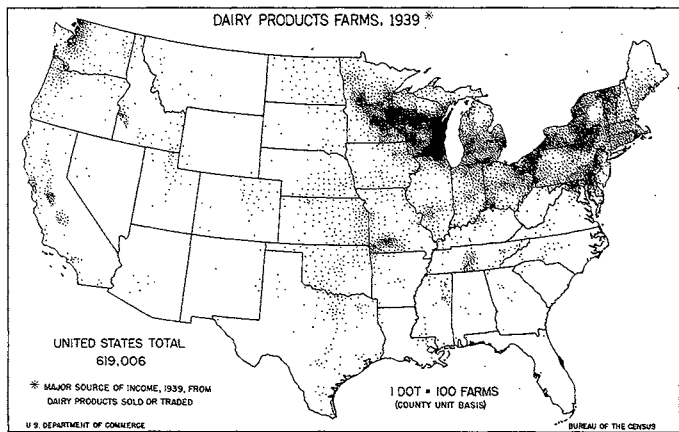 DAIRY PRODUCTS FARMS, 1939 *
UNITED STATES TOTAL
619,006
* MAJOR SOURCE OF INCOME, 1939, FROM
DAIRY PRODUCTS SOLD OR TRADED
1 DOT = 100 FARMS
(COUNTY UNIT BASIS)
U.S. DEPARTMENT OF COMMERCE
BUREAU OF THE CENSUS